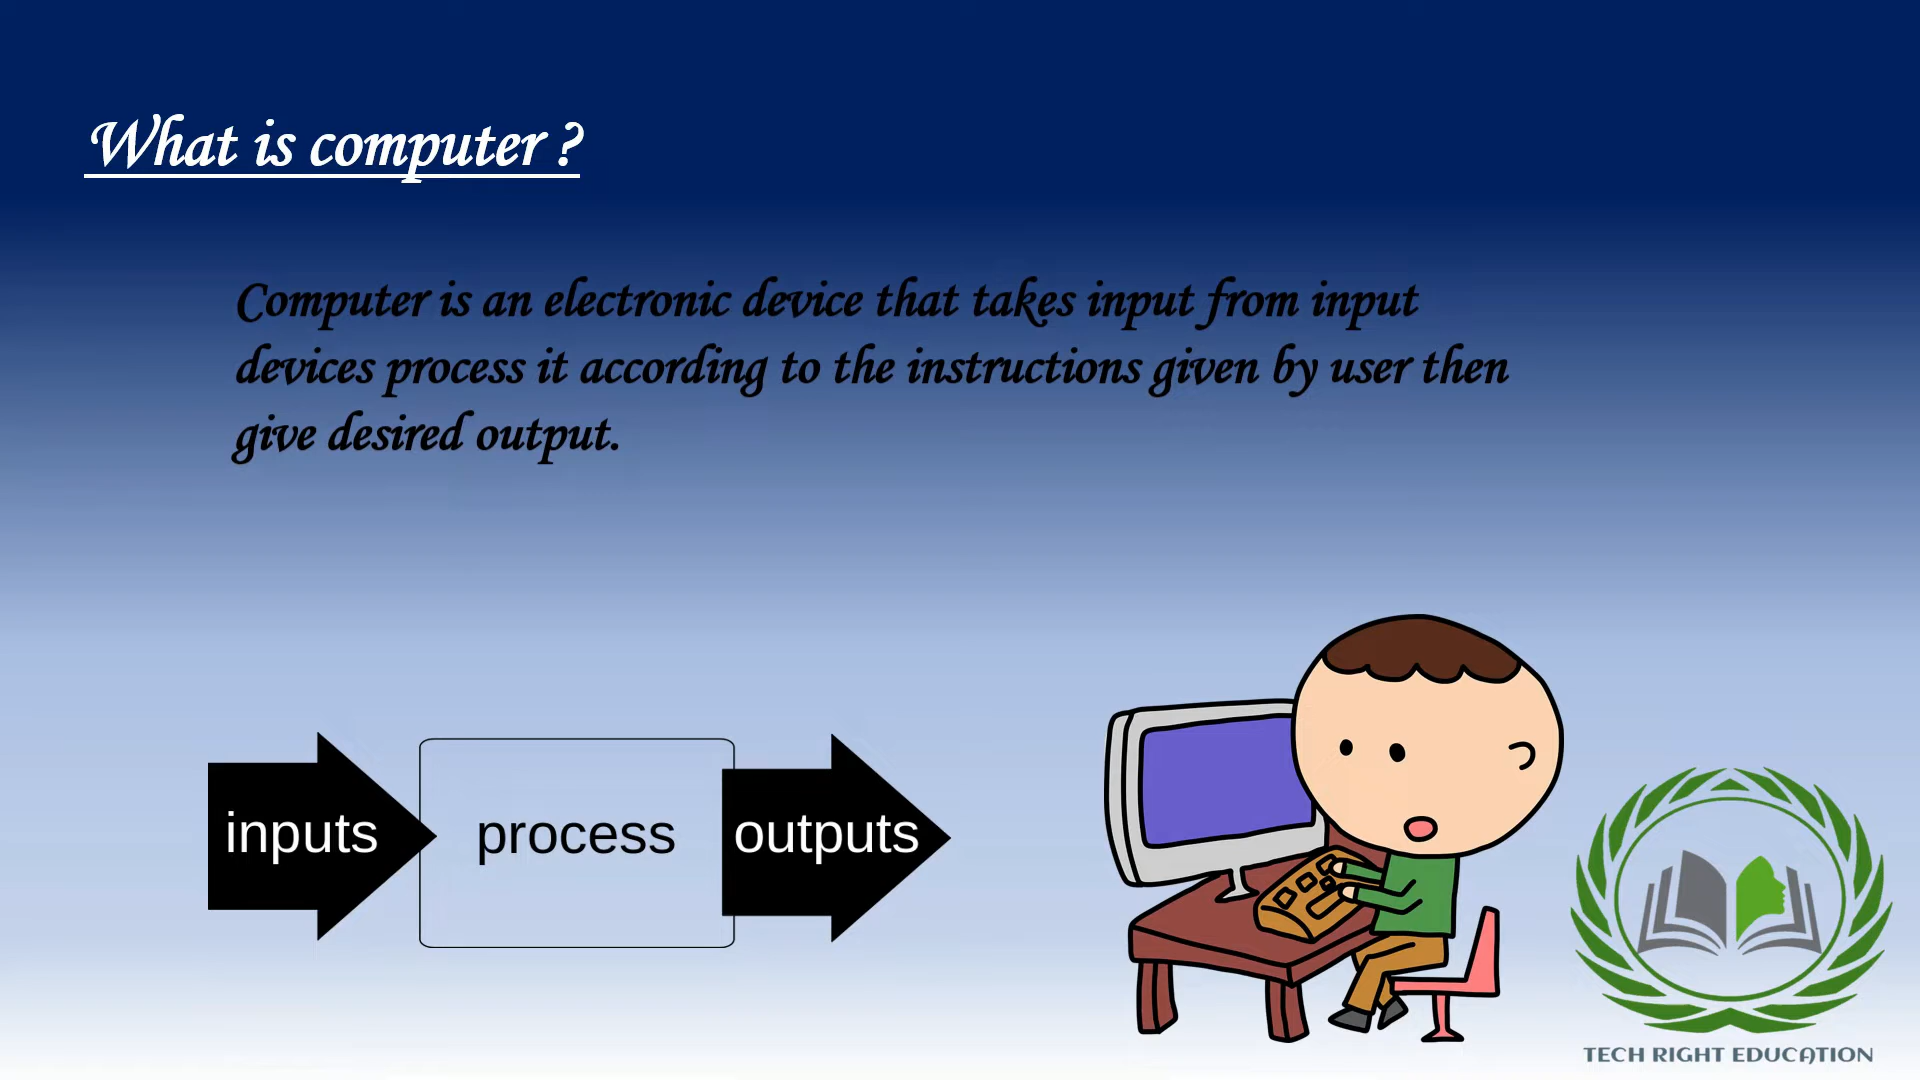 What is computer ?
Computer is an electronic device that takes input from input
devices process it according to the instructions given by user then
give desired output.
inputs
process
outputs
TECH RIGHT EDUCATION